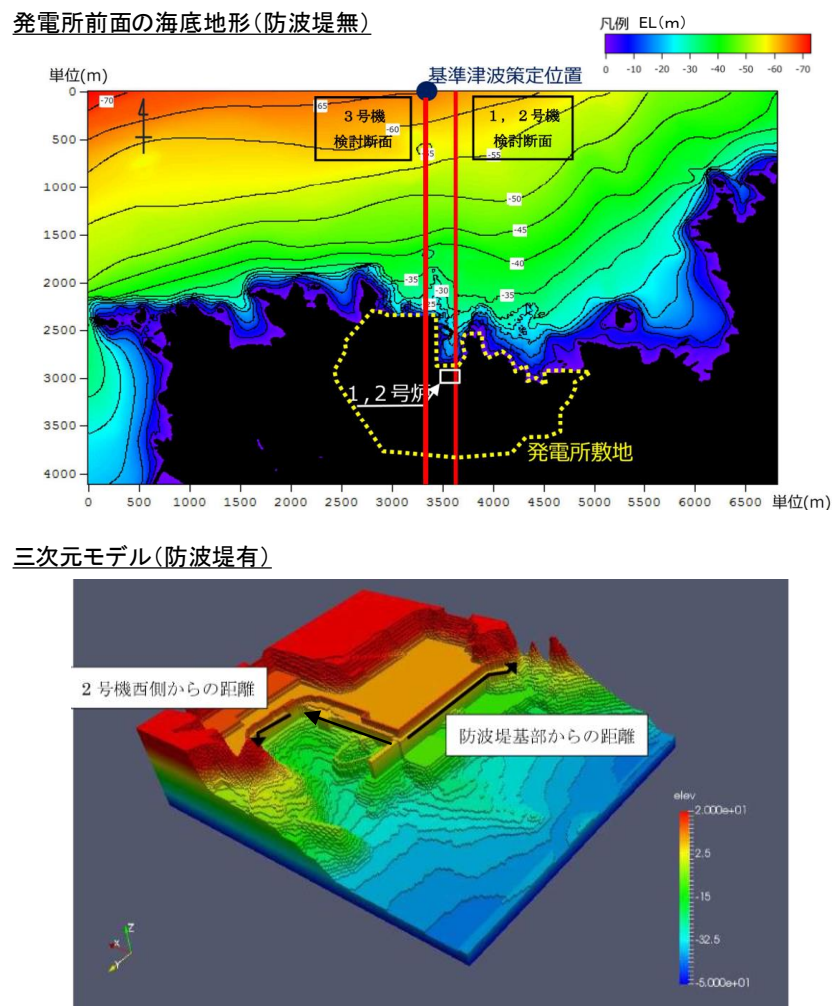 発電所前面の海底地形（防波堤無）
凡例 EL（m）
0 -10 -20 -30 -40 -50 -60 -70
単位(m)
基準津波策定位置
3号機
検討断面
1，2号機
検討断面
-70
65
-60
-55
-50
-45
-40
-35
-30
-35
0
500
1000
1500
2000
2500
3000
3500
4000
1,2号炉
発電所敷地
0 500 1000 1500 2000 2500 3000 3500 4000 4500 5000 5500 6000 6500 単位(m)
三次元モデル（防波堤有）
2号機西側からの距離
防波堤基部からの距離
elev
2.000e+01
2.5
-15
-32.5
-5.000e+01
Z
X
Y